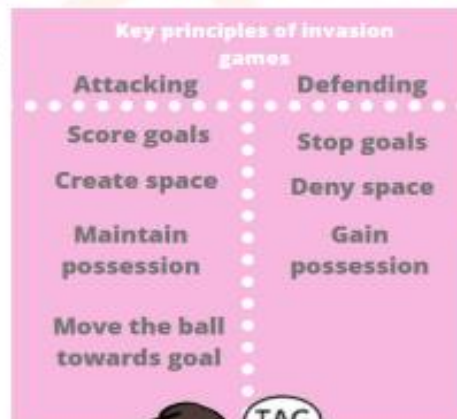 Key principles of invasion
games
Attacking
Defending
Score goals
Stop goals
Create space
Deny space
Maintain
possession
Gain
possession
Move the ball
towards goal
TAG